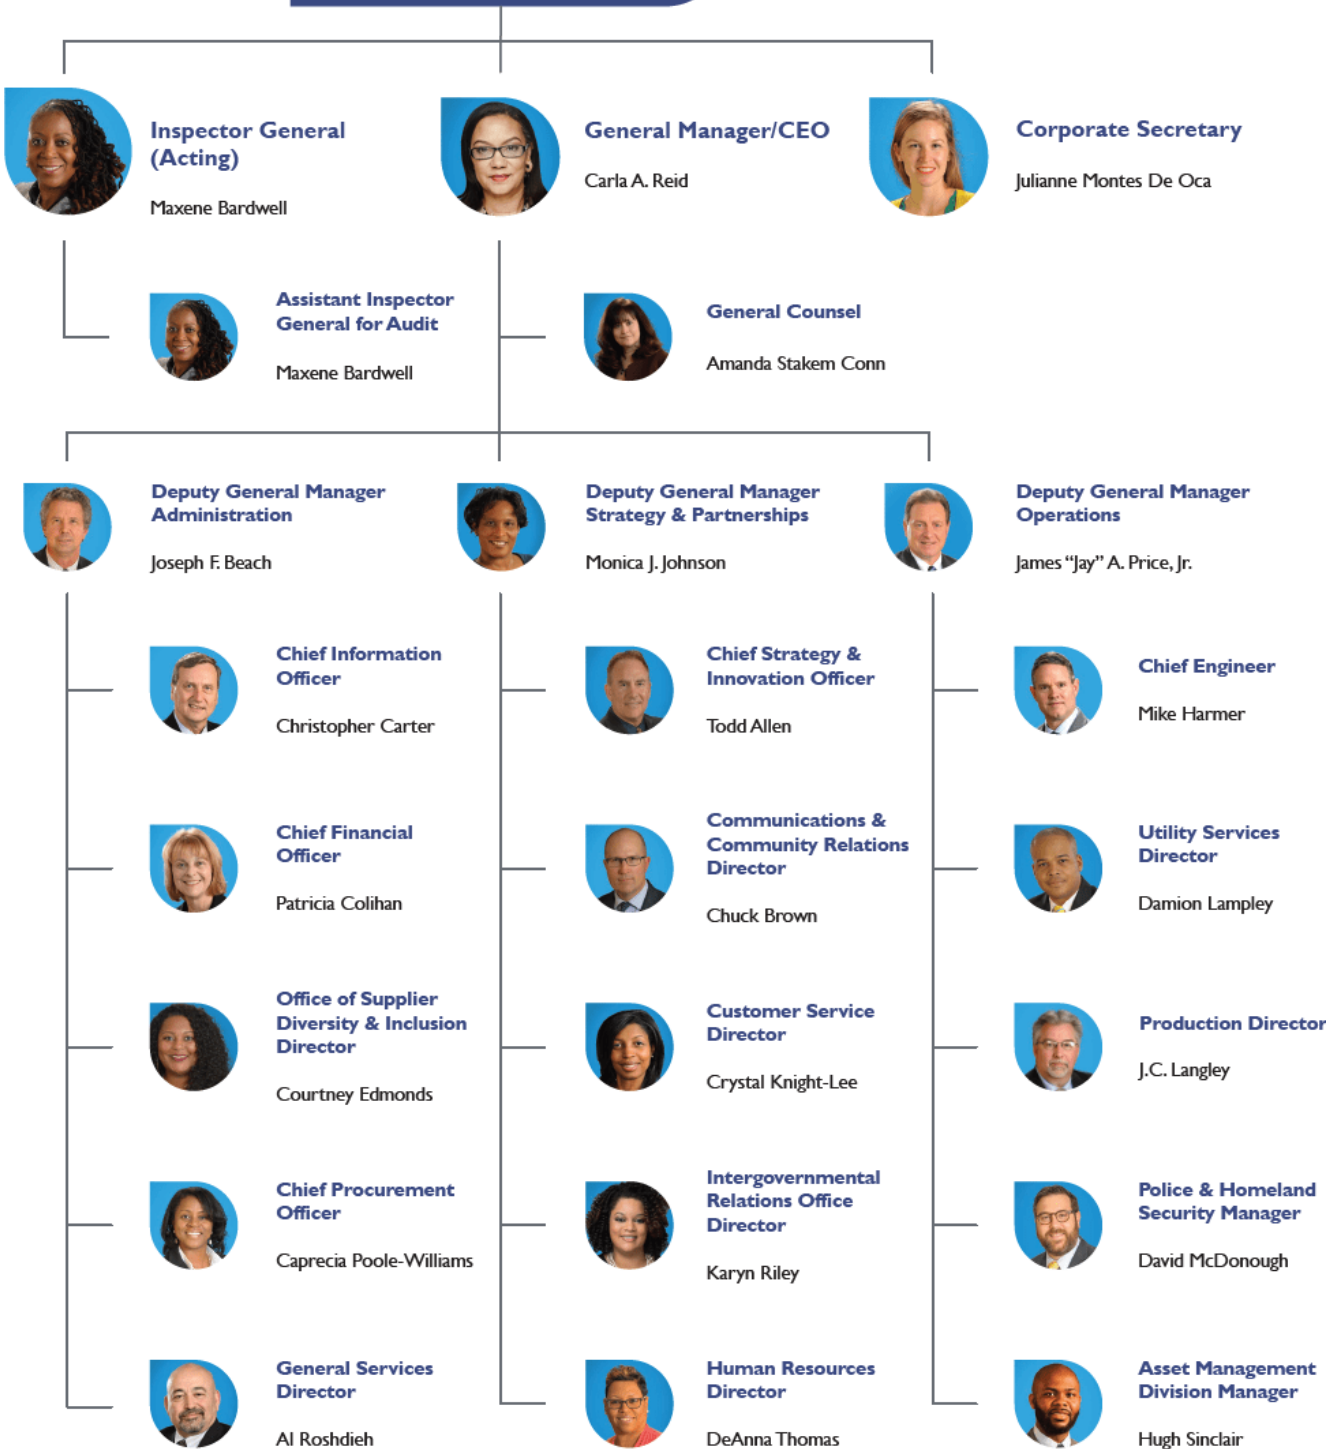 Inspector General
(Acting)
Maxene Bardwell
General Manager/CEO
Carla A. Reid
Corporate Secretary
Julianne Montes De Oca
Assistant Inspector
General for Audit
Maxene Bardwell
General Counsel
Amanda Stakem Conn
Deputy General Manager
Administration
Joseph F. Beach
Deputy General Manager
Strategy & Partnerships
Monica J. Johnson
Deputy General Manager
Operations
James “Jay” A. Price, Jr.
Chief Information
Officer
Christopher Carter
Chief Strategy &
Innovation Officer
Todd Allen
Chief Engineer
Mike Harmer
Chief Financial
Officer
Patricia Colihan
Communications &
Community Relations
Director
Chuck Brown
Utility Services
Director
Damion Lampley
Office of Supplier
Diversity & Inclusion
Director
Courtney Edmonds
Customer Service
Director
Crystal Knight-Lee
Production Director
J.C. Langley
Chief Procurement
Officer
Caprecia Poole-Williams
Intergovernmental
Relations Office
Director
Karyn Riley
Police & Homeland
Security Manager
David McDonough
General Services
Director
Al Roshdieh
Human Resources
Director
DeAnna Thomas
Asset Management
Division Manager
Hugh Sinclair